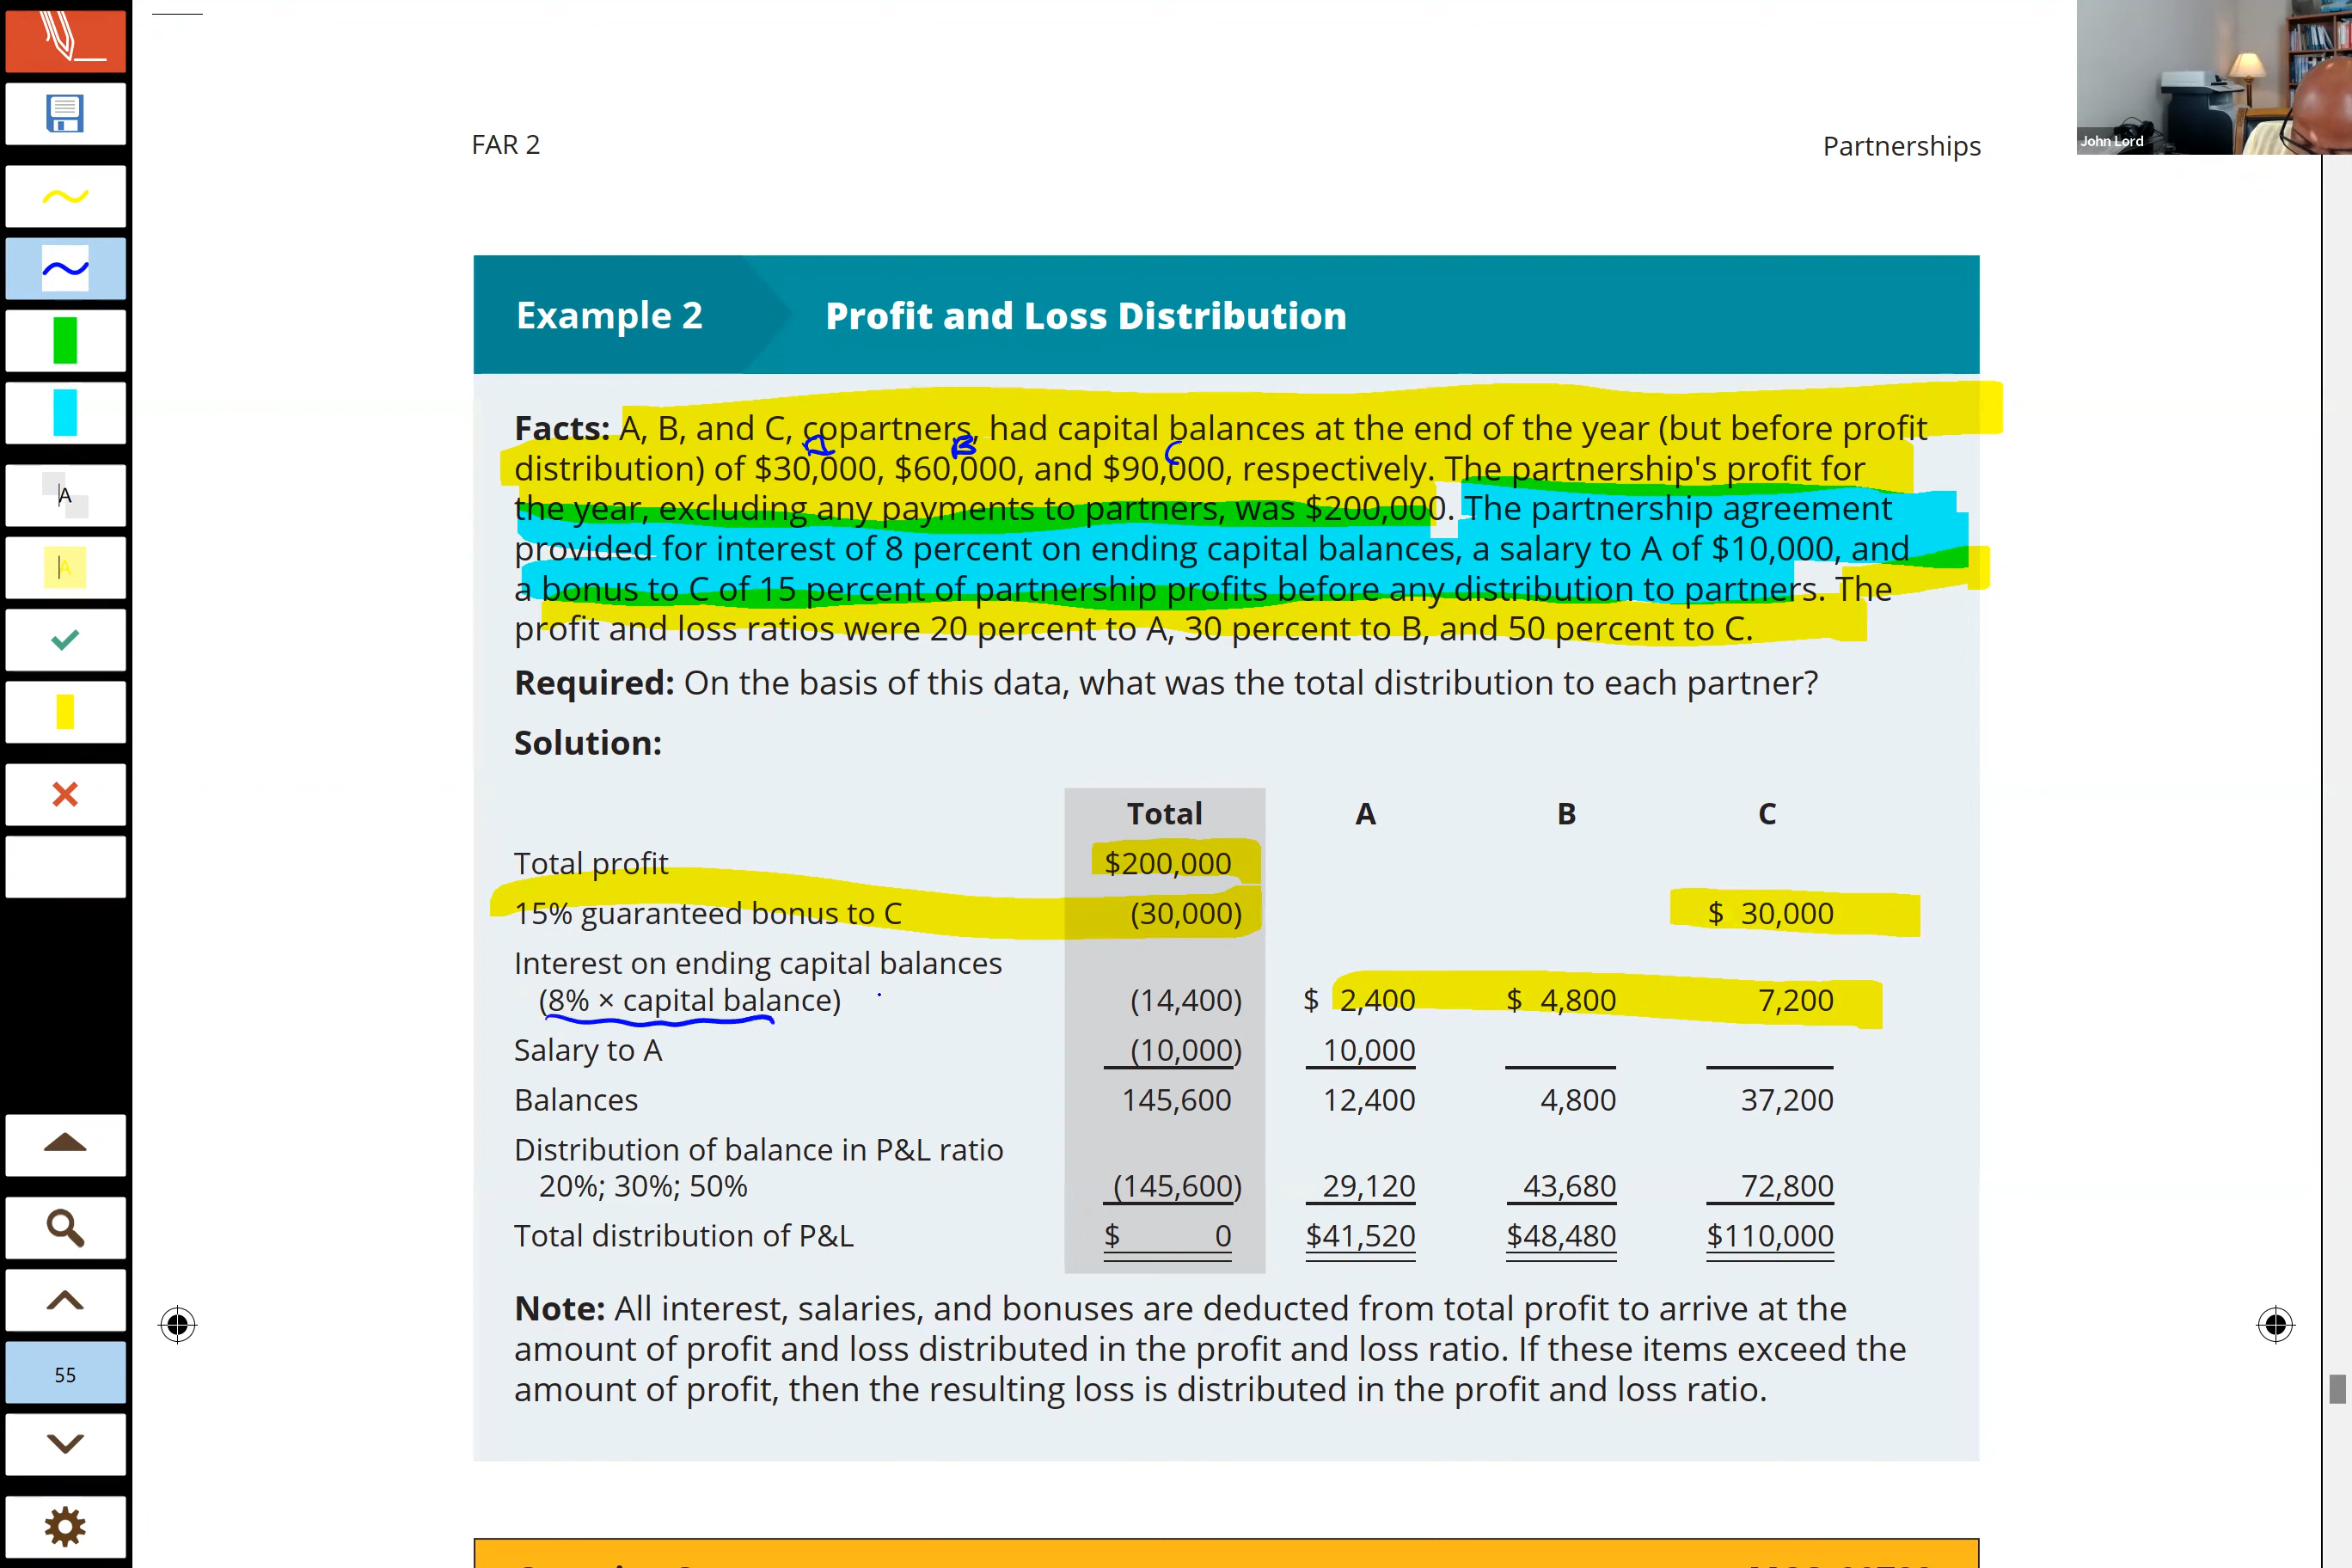 John Lord
FAR 2
Partnerships
Example 2 Profit and Loss Distribution
Facts: A, B, and C, copartners, had capital balances at the end of the year (but before profit
A B C
distribution) of $30,000, $60,000, and $90,000, respectively. The partnership's profit for
the year, excluding any payments to partners, was $200,000. The partnership agreement
provided for interest of 8 percent on ending capital balances, a salary to A of $10,000, and
a bonus to C of 15 percent of partnership profits before any distribution to partners. The
profit and loss ratios were 20 percent to A, 30 percent to B, and 50 percent to C.
Required: On the basis of this data, what was the total distribution to each partner?
Solution:
Total A B C
Total profit $200,000
15% guaranteed bonus to C (30,000) $ 30,000
Interest on ending capital balances
(8% × capital balance) (14,400) $ 2,400 $ 4,800 7,200
Salary to A (10,000) 10,000
Balances 145,600 12,400 4,800 37,200
Distribution of balance in P&L ratio
20%; 30%; 50% (145,600) 29,120 43,680 72,800
Total distribution of P&L $ 0 $41,520 $48,480 $110,000
Note: All interest, salaries, and bonuses are deducted from total profit to arrive at the
amount of profit and loss distributed in the profit and loss ratio. If these items exceed the
amount of profit, then the resulting loss is distributed in the profit and loss ratio.
A
A
55